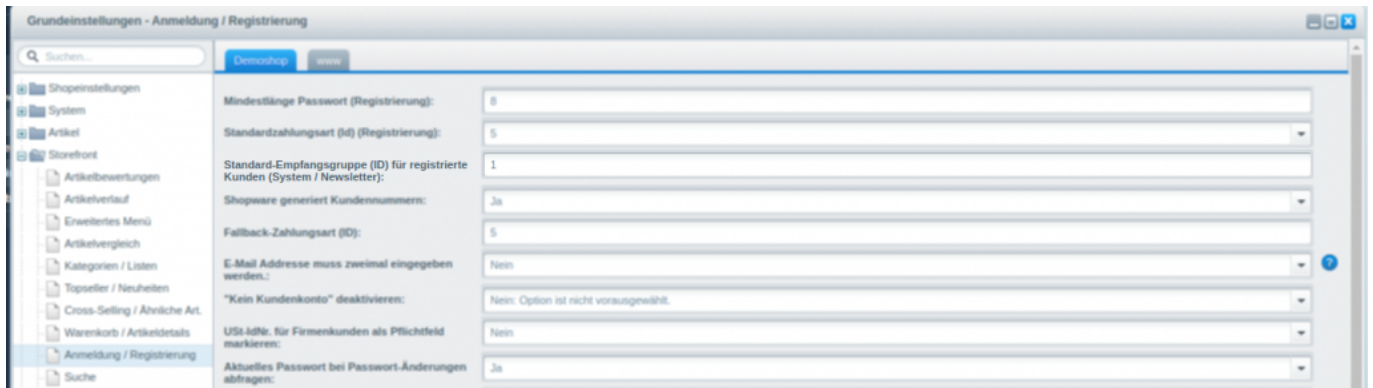 Grundeinstellungen - Anmeldung / Registrierung
Suchen...
Shopeinstellungen
System
Artikel
Storefront
Artikelbewertungen
Artikelverlauf
Erweitertes Menü
Artikelvergleich
Kategorien / Listen
Topseller / Neuheiten
Cross-Selling / Ähnliche Art.
Warenkorb / Artikeldetails
Anmeldung / Registrierung
Suche
Demoshop
www
Mindestlänge Passwort (Registrierung):
8
Standardzahlungsart (Id) (Registrierung):
5
Standard-Empfangsgruppe (ID) für registrierte
Kunden (System / Newsletter):
1
Shopware generiert Kundennummern:
Ja
Fallback-Zahlungsart (ID):
5
E-Mail Addresse muss zweimal eingegeben
werden.:
Nein
?
"Kein Kundenkonto" deaktivieren:
Nein: Option ist nicht vorausgewählt.
USt-IdNr. für Firmenkunden als Pflichtfeld
markieren:
Nein
Aktuelles Passwort bei Passwort-Änderungen
abfragen:
Ja